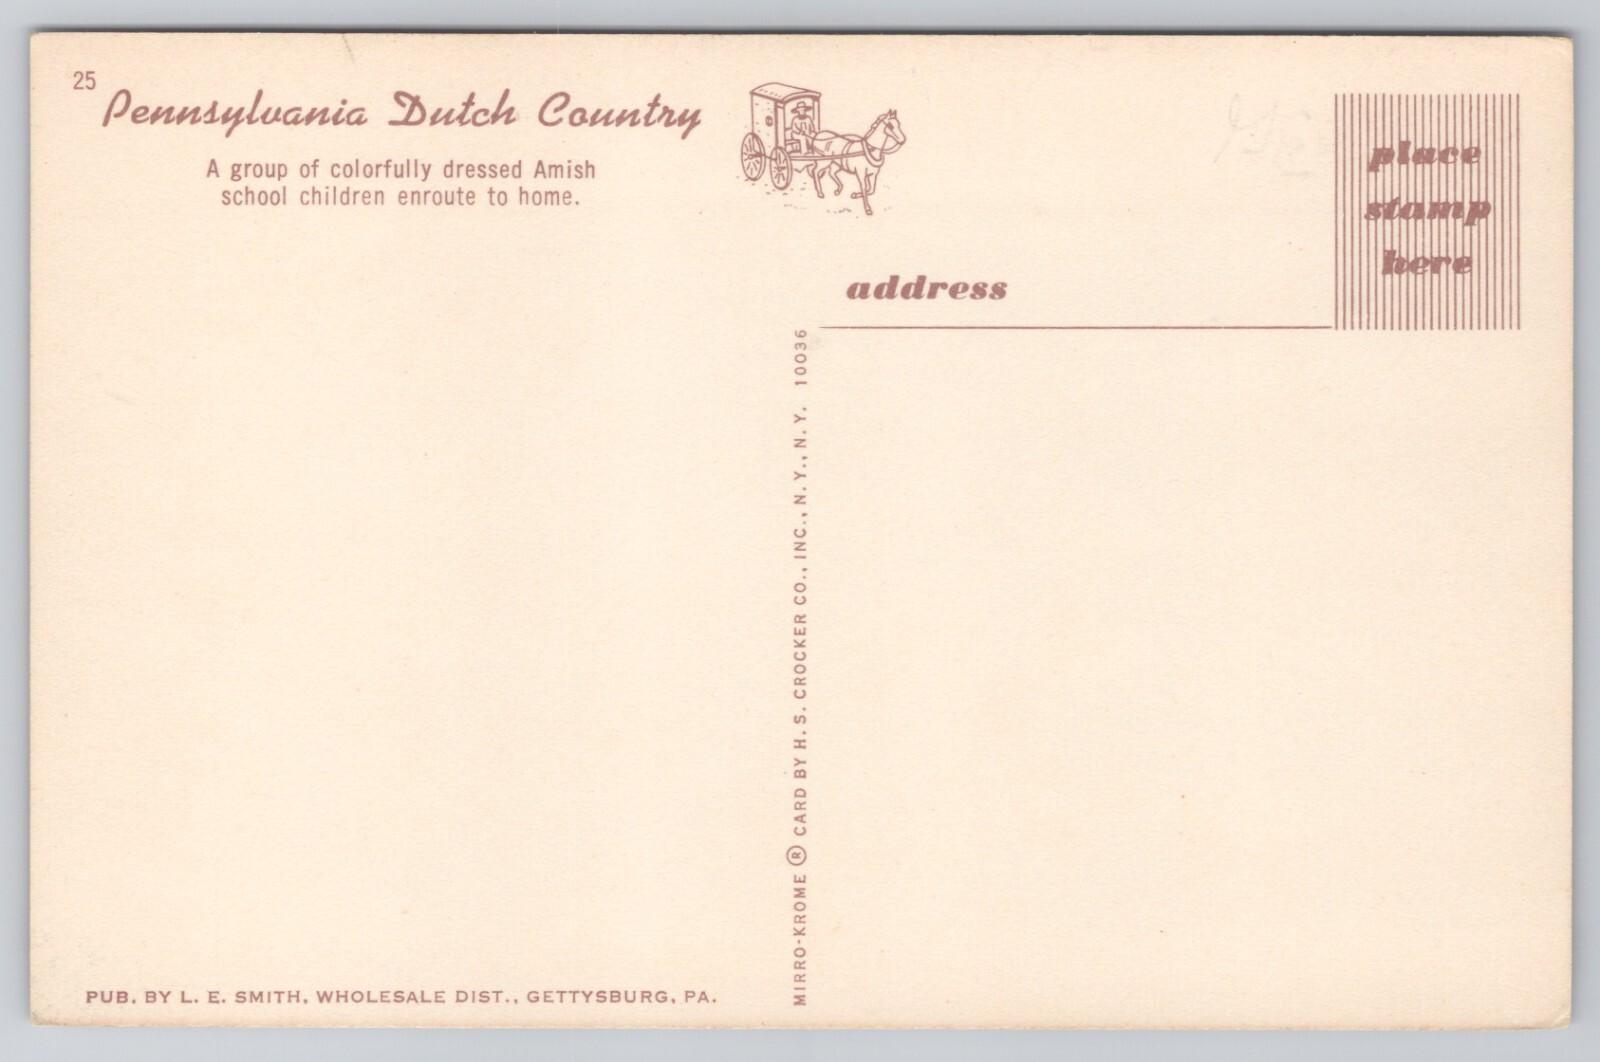 25
Pennsylvania Dutch Country
A group of colorfully dressed Amish
school children enroute to home.
place
stamp
here
address
MIRRO-KROME ® CARD BY H. S. CROCKER CO., INC., N. Y., N. Y. 10036
PUB. BY L. E. SMITH, WHOLESALE DIST., GETTYSBURG, PA.